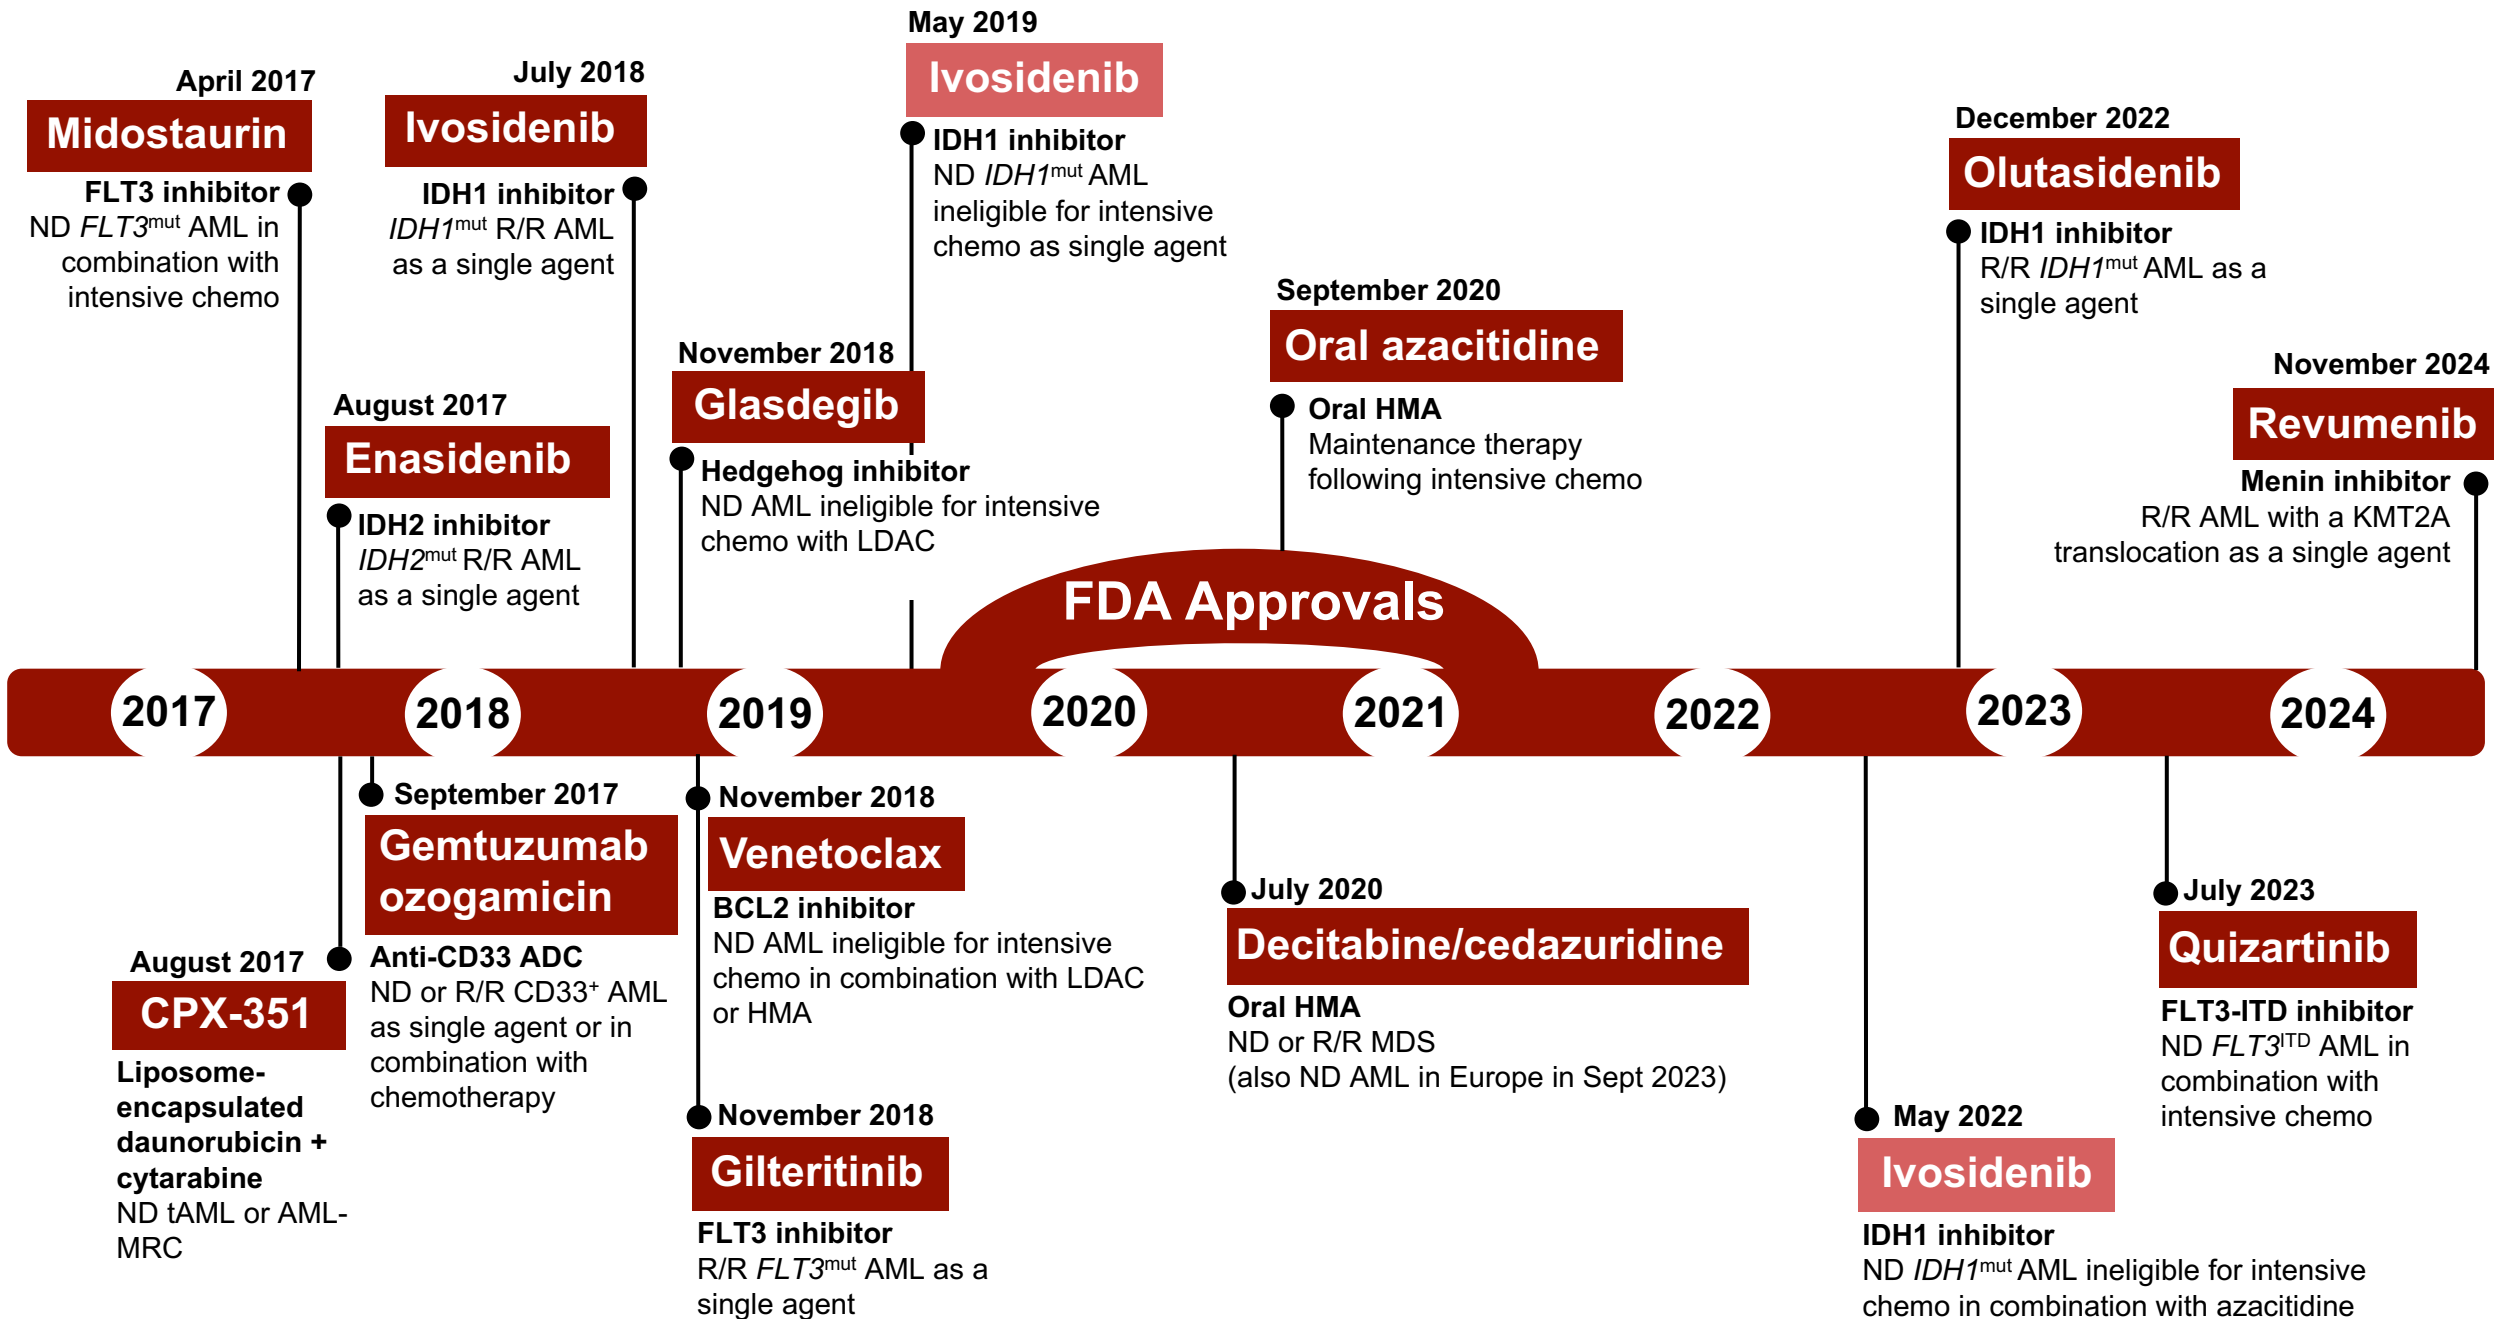 April 2017
Midostaurin
FLT3 inhibitor
ND FLT3mut AML in
combination with
intensive chemo
August 2017
Enasidenib
IDH2 inhibitor
IDH2mut R/R AML
as a single agent
July 2018
Ivosidenib
IDH1 inhibitor
IDH1mut R/R AML
as a single agent
November 2018
Glasdegib
Hedgehog inhibitor
ND AML ineligible for intensive
chemo with LDAC
May 2019
Ivosidenib
IDH1 inhibitor
ND IDH1mut AML
ineligible for intensive
chemo as single agent
September 2020
Oral azacitidine
Oral HMA
Maintenance therapy
following intensive chemo
December 2022
Olutasidenib
IDH1 inhibitor
R/R IDH1mut AML as a
single agent
November 2024
Revumenib
Menin inhibitor
R/R AML with a KMT2A
translocation as a single agent
FDA Approvals
2017 2018 2019 2020 2021 2022 2023 2024
August 2017
CPX-351
Liposome-
encapsulated
daunorubicin +
cytarabine
ND tAML or AML-
MRC
September 2017
Gemtuzumab
ozogamicin
Anti-CD33 ADC
ND or R/R CD33+ AML
as single agent or in
combination with
chemotherapy
November 2018
Venetoclax
BCL2 inhibitor
ND AML ineligible for intensive
chemo in combination with LDAC
or HMA
November 2018
Gilteritinib
FLT3 inhibitor
R/R FLT3mut AML as a
single agent
July 2020
Decitabine/cedazuridine
Oral HMA
ND or R/R MDS
(also ND AML in Europe in Sept 2023)
May 2022
Ivosidenib
IDH1 inhibitor
ND IDH1mut AML ineligible for intensive
chemo in combination with azacitidine
July 2023
Quizartinib
FLT3-ITD inhibitor
ND FLT3ITD AML in
combination with
intensive chemo